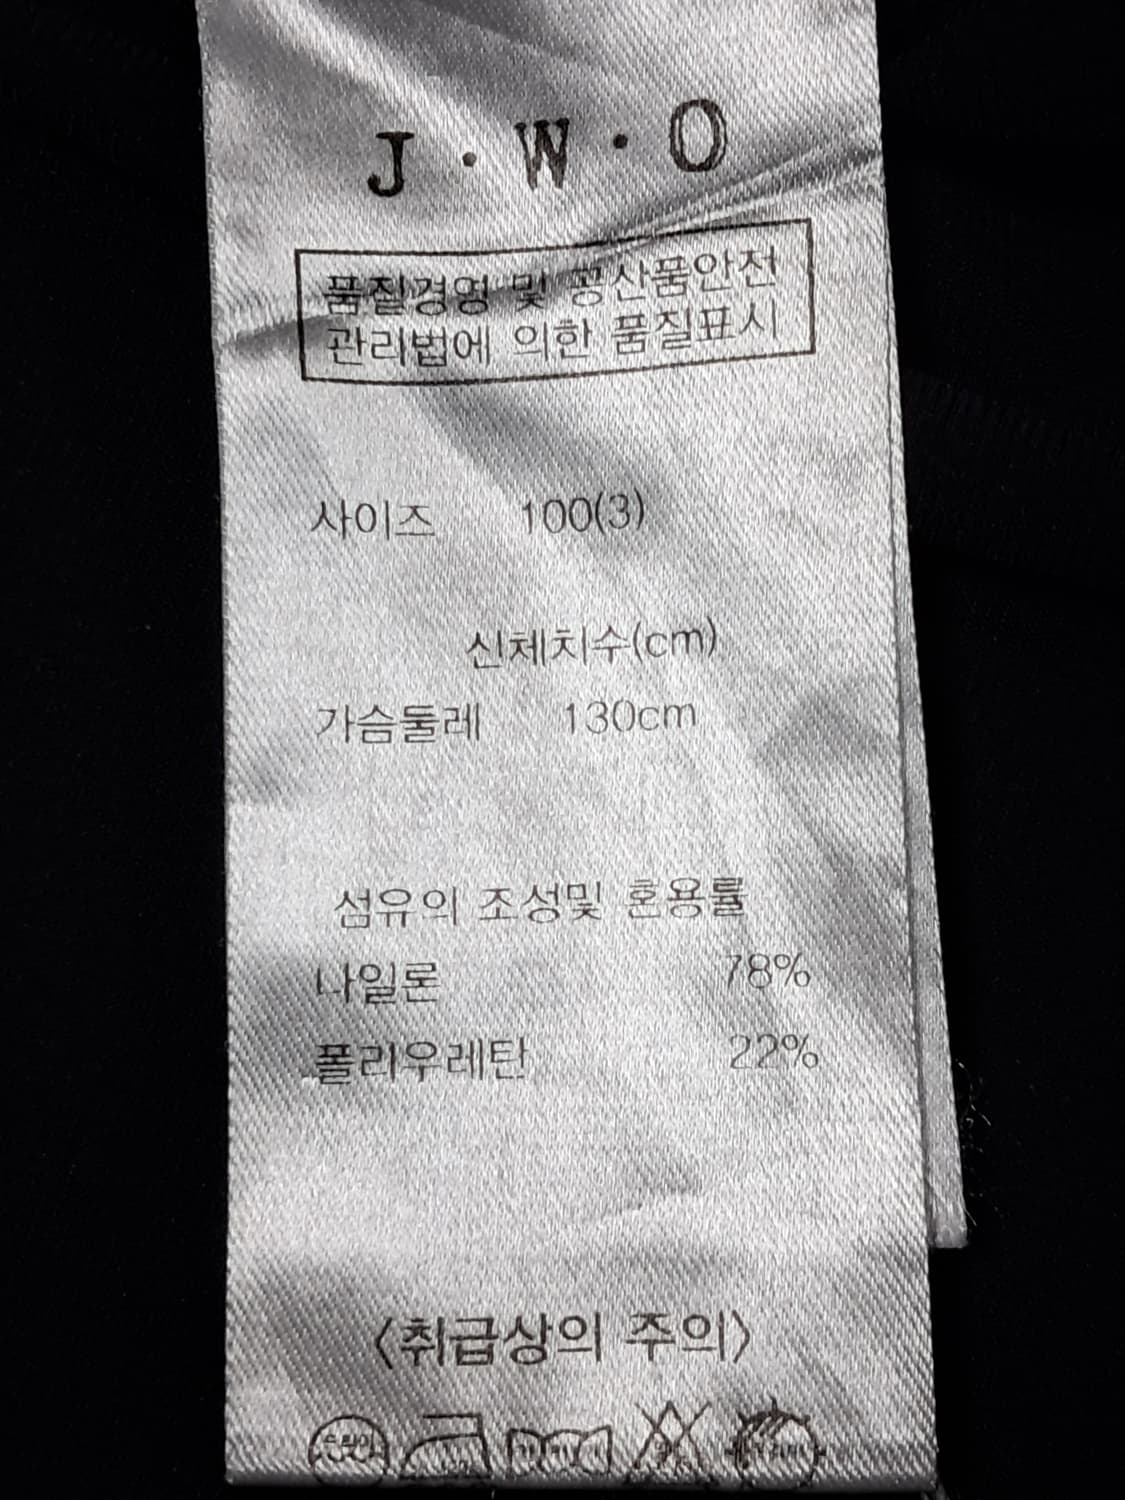 J·W·O
품질경영 및 공산품안전
관리법에 의한 품질표시
사이즈 100(3)
신체치수(cm)
가슴둘레 130cm
섬유의 조성및 혼용률
나일론 78%
폴리우레탄 22%
〈취급상의 주의〉
드라이